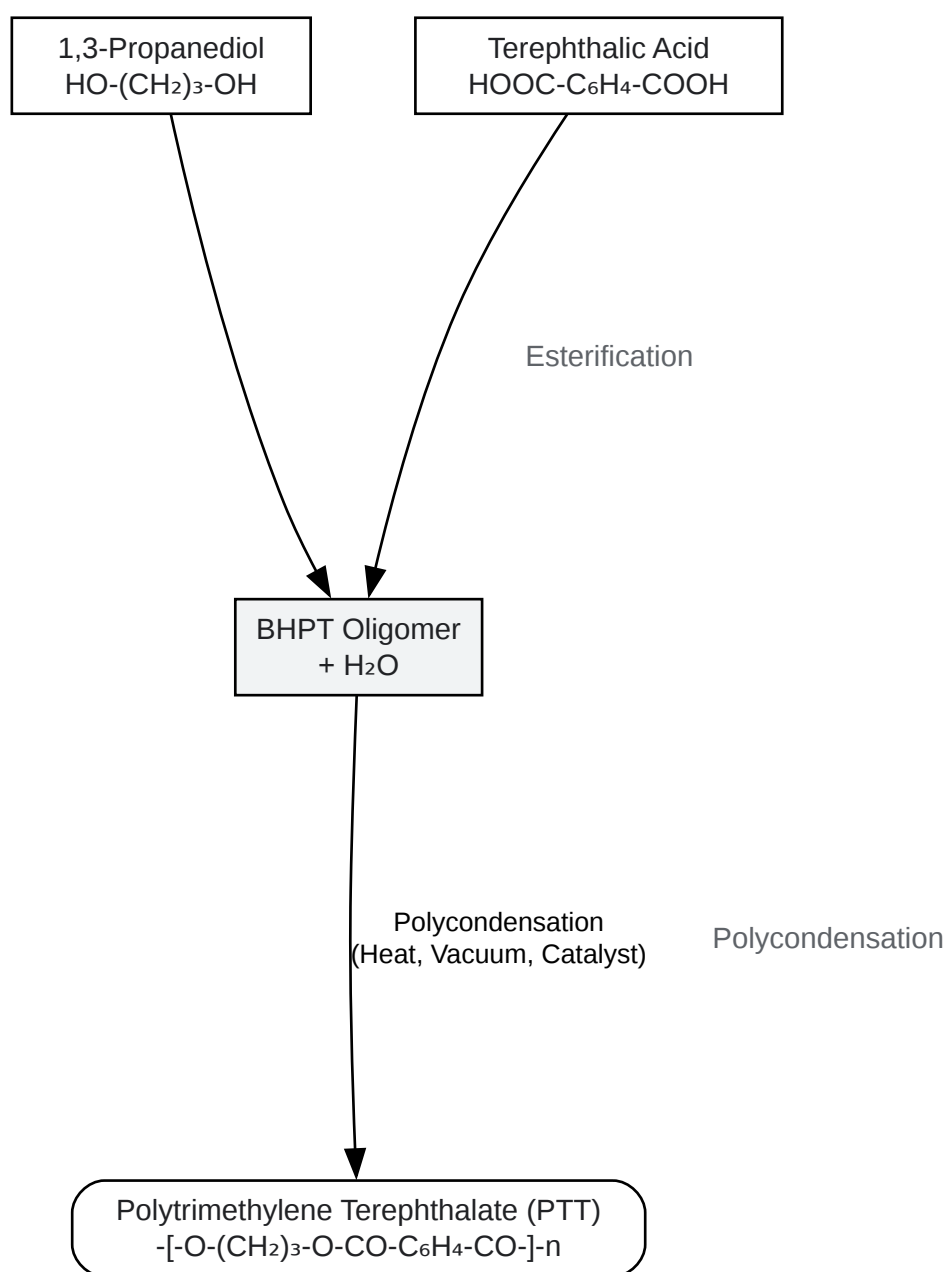 1,3-Propanediol
HO-(CH₂)₃-OH
Terephthalic Acid
HOOC-C₆H₄-COOH
Esterification
BHPT Oligomer
+ H₂O
Polycondensation
(Heat, Vacuum, Catalyst)
Polycondensation
Polytrimethylene Terephthalate (PTT)
-[-O-(CH₂)₃-O-CO-C₆H₄-CO-]-n